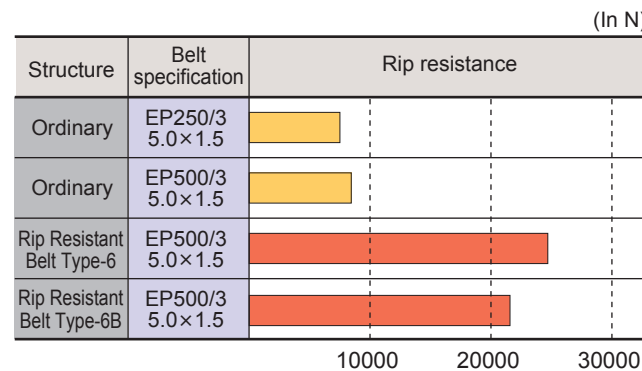 (In N)
Structure
Belt
specification
Rip resistance
Ordinary
EP250/3
5.0×1.5
Ordinary
EP500/3
5.0×1.5
Rip Resistant
Belt Type-6
EP500/3
5.0×1.5
Rip Resistant
Belt Type-6B
EP500/3
5.0×1.5
10000 20000 30000